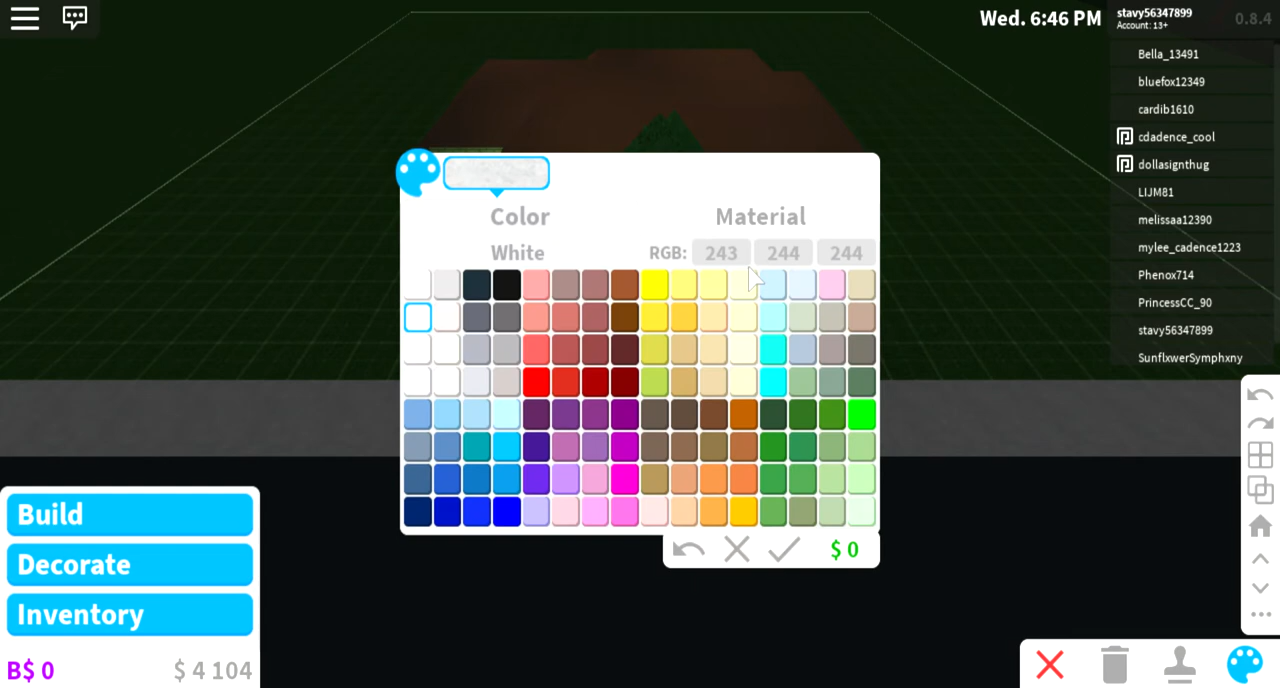 Wed. 6:46 PM
stavy56347899
Account: 13+
0.8.4
Bella_13491
bluefox12349
cardib1610
cdadence_cool
dollasignthug
LIJM81
melissaa12390
mylee_cadence1223
Phenox714
PrincessCC_90
stavy56347899
SunflxwerSymphxny
Color
Material
White
RGB: 243 244 244
$ 0
Build
Decorate
Inventory
B$ 0
$ 4 104